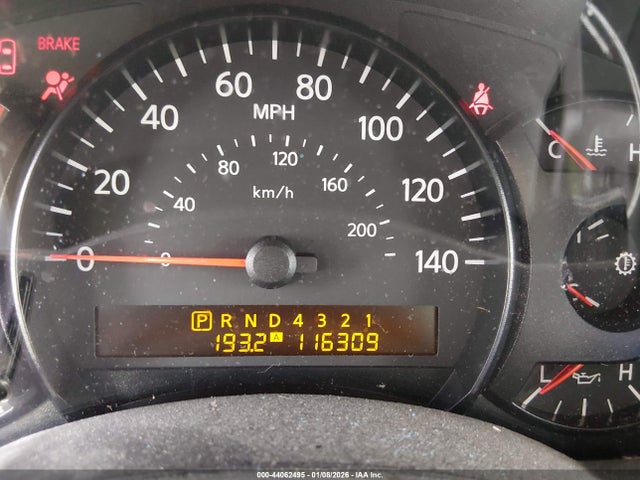 BRAKE
0 20 40 60 80 100 120 140
MPH
0 40 80 120 160 200
km/h
C H
L H
P R N D 4 3 2 1
193.2 A 116309
000-44062495 - 01/08/2026 - IAA Inc.